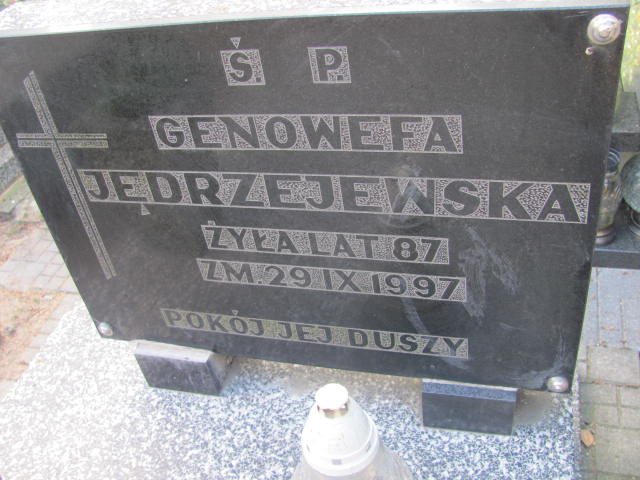 Ś. P.
GENOWEFA
JĘDRZEJEWSKA
ŻYŁA LAT 87
ZM. 29 IX 1997
POKÓJ JEJ DUSZY